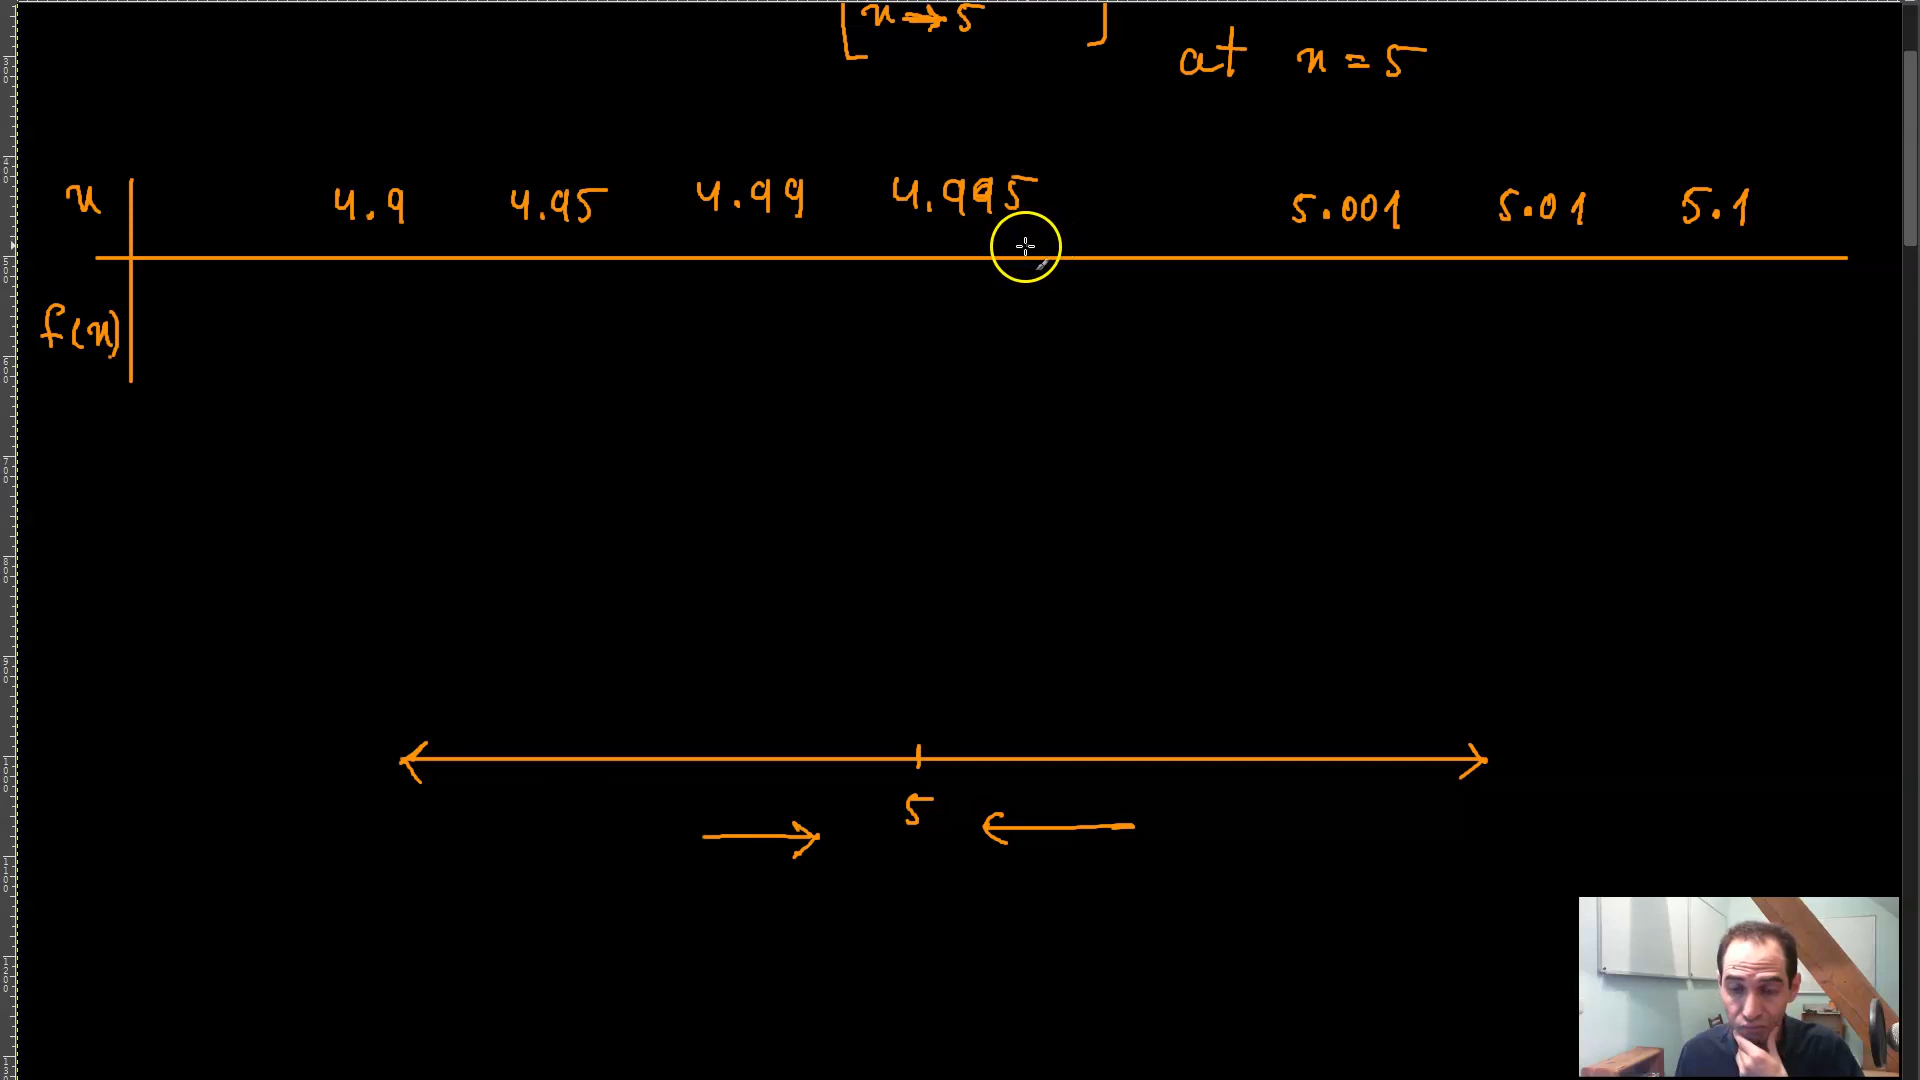 [x → 5 ]
at x = 5
x 4.9 4.95 4.99 4.995 5.001 5.01 5.1
f(x)
5